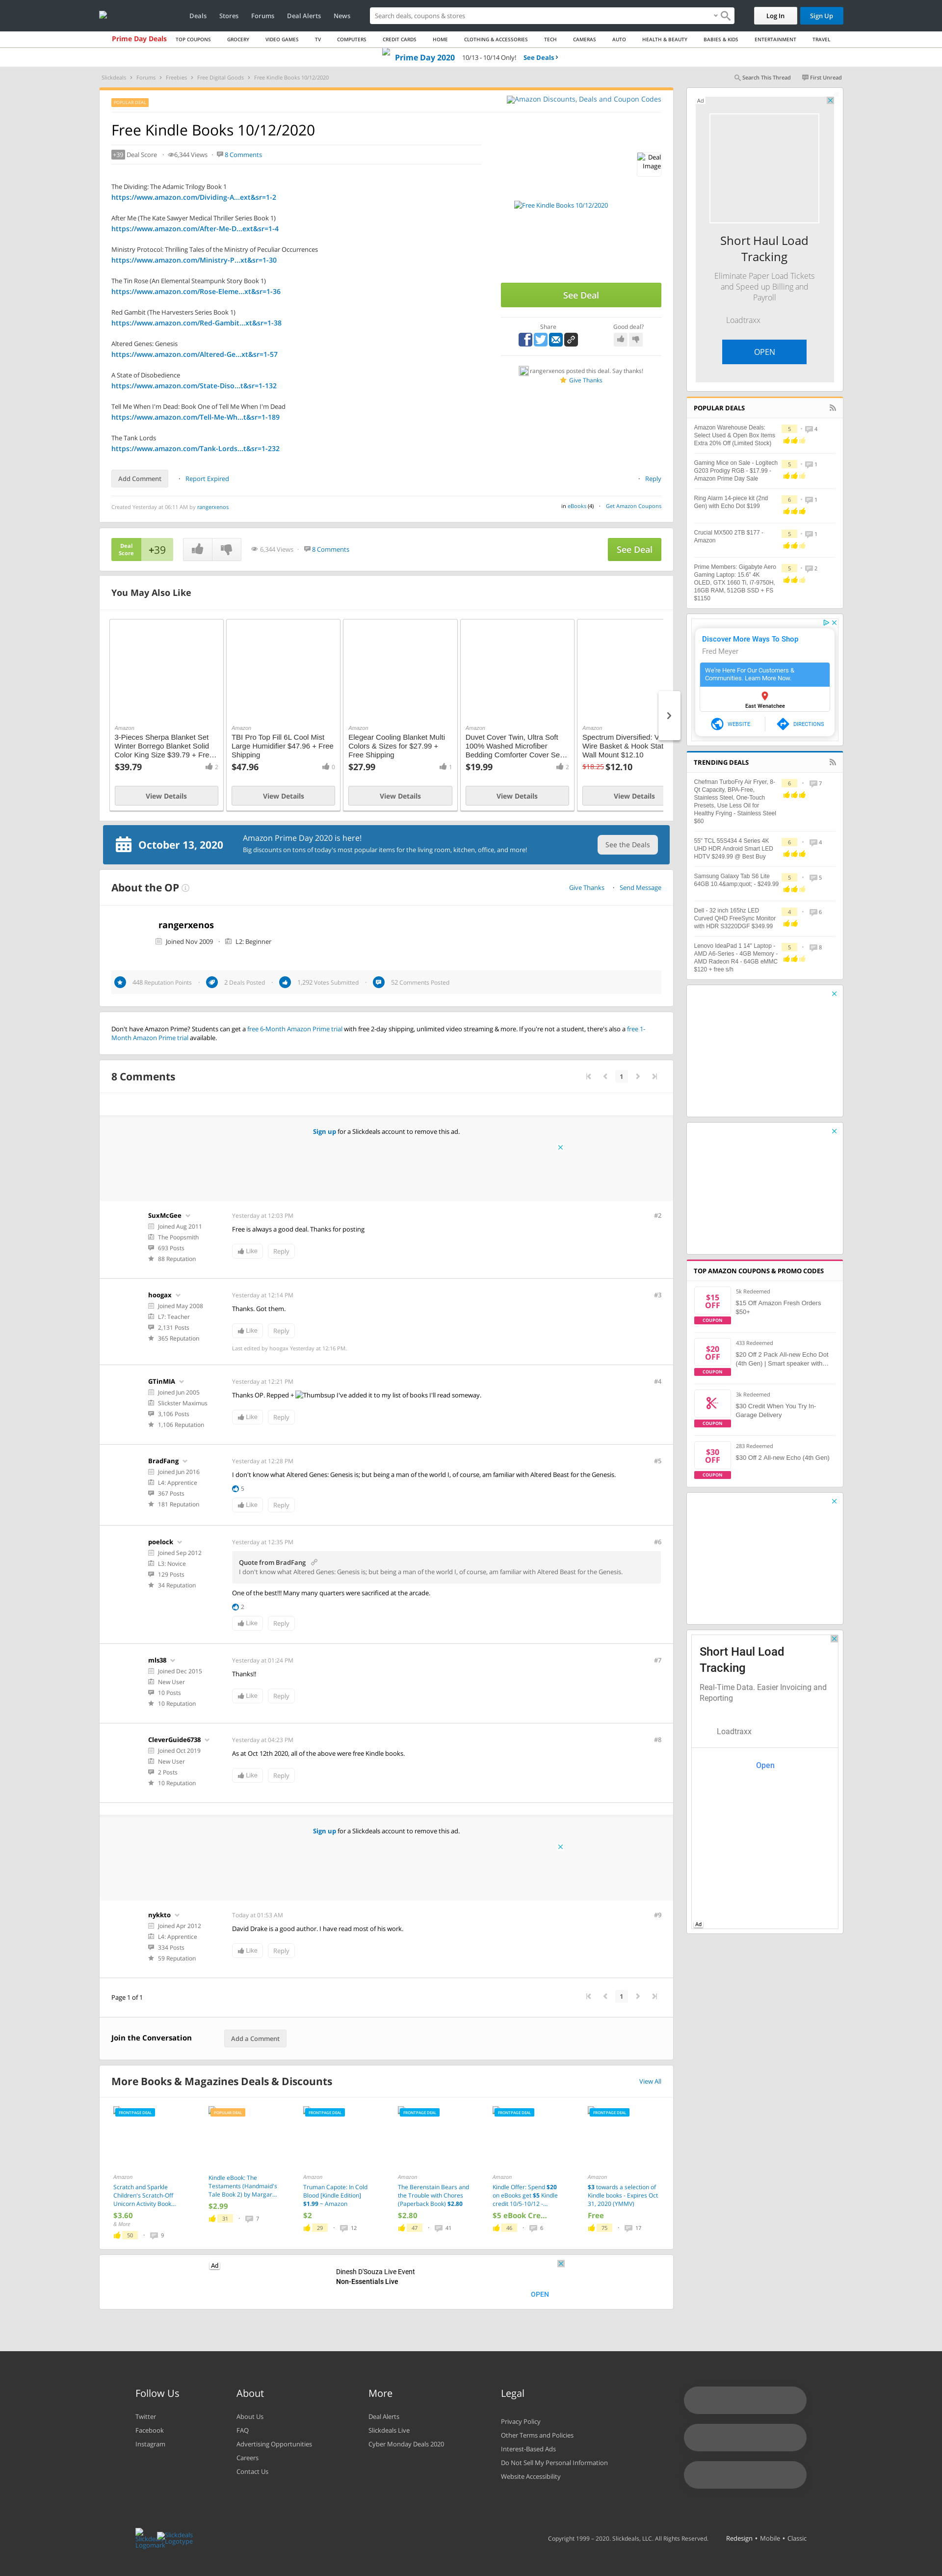 Deals Stores Forums Deal Alerts News Search deals, coupons & stores Log In Sign Up
Prime Day Deals TOP COUPONS GROCERY VIDEO GAMES TV COMPUTERS CREDIT CARDS HOME CLOTHING & ACCESSORIES TECH CAMERAS AUTO HEALTH & BEAUTY BABIES & KIDS ENTERTAINMENT TRAVEL
Prime Day 2020 10/13 - 10/14 Only! See Deals ›
Slickdeals Forums Freebies Free Digital Goods Free Kindle Books 10/12/2020 Search This Thread First Unread
POPULAR DEAL
Amazon Discounts, Deals and Coupon Codes
Free Kindle Books 10/12/2020
+39 Deal Score 6,344 Views 8 Comments
Deal Image
The Dividing: The Adamic Trilogy Book 1
https://www.amazon.com/Dividing-A...ext&sr=1-2
After Me (The Kate Sawyer Medical Thriller Series Book 1)
https://www.amazon.com/After-Me-D...ext&sr=1-4
Ministry Protocol: Thrilling Tales of the Ministry of Peculiar Occurrences
https://www.amazon.com/Ministry-P...xt&sr=1-30
The Tin Rose (An Elemental Steampunk Story Book 1)
https://www.amazon.com/Rose-Eleme...xt&sr=1-36
Red Gambit (The Harvesters Series Book 1)
https://www.amazon.com/Red-Gambit...xt&sr=1-38
Altered Genes: Genesis
https://www.amazon.com/Altered-Ge...xt&sr=1-57
A State of Disobedience
https://www.amazon.com/State-Diso...t&sr=1-132
Tell Me When I'm Dead: Book One of Tell Me When I'm Dead
https://www.amazon.com/Tell-Me-Wh...t&sr=1-189
The Tank Lords
https://www.amazon.com/Tank-Lords...t&sr=1-232
Free Kindle Books 10/12/2020
See Deal
Share Good deal?
rangerxenos posted this deal. Say thanks!
Give Thanks
Add Comment Report Expired Reply
Created Yesterday at 06:11 AM by rangerxenos in eBooks (4) Get Amazon Coupons
Deal Score +39 6,344 Views 8 Comments See Deal
You May Also Like
Amazon
3-Pieces Sherpa Blanket Set Winter Borrego Blanket Solid Color King Size $39.79 + Fre...
$39.79 2
View Details
Amazon
TBI Pro Top Fill 6L Cool Mist Large Humidifier $47.96 + Free Shipping
$47.96 0
View Details
Amazon
Elegear Cooling Blanket Multi Colors & Sizes for $27.99 + Free Shipping
$27.99 1
View Details
Amazon
Duvet Cover Twin, Ultra Soft 100% Washed Microfiber Bedding Comforter Cover Se...
$19.99 2
View Details
Amazon
Spectrum Diversified: V
Wire Basket & Hook Stat
Wall Mount $12.10
$18.25 $12.10
View Details
October 13, 2020
Amazon Prime Day 2020 is here!
Big discounts on tons of today's most popular items for the living room, kitchen, office, and more!
See the Deals
About the OP Give Thanks Send Message
rangerxenos
Joined Nov 2009 L2: Beginner
448 Reputation Points 2 Deals Posted 1,292 Votes Submitted 52 Comments Posted
Don't have Amazon Prime? Students can get a free 6-Month Amazon Prime trial with free 2-day shipping, unlimited video streaming & more. If you're not a student, there's also a free 1-Month Amazon Prime trial available.
8 Comments 1
Sign up for a Slickdeals account to remove this ad.
SuxMcGee
Joined Aug 2011
The Poopsmith
693 Posts
88 Reputation
Yesterday at 12:03 PM #2
Free is always a good deal. Thanks for posting
Like Reply
hoogax
Joined May 2008
L7: Teacher
2,131 Posts
365 Reputation
Yesterday at 12:14 PM #3
Thanks. Got them.
Like Reply
Last edited by hoogax Yesterday at 12:16 PM.
GTinMIA
Joined Jun 2005
Slickster Maximus
3,106 Posts
1,106 Reputation
Yesterday at 12:21 PM #4
Thanks OP. Repped + Thumbsup I've added it to my list of books I'll read someway.
Like Reply
BradFang
Joined Jun 2016
L4: Apprentice
367 Posts
181 Reputation
Yesterday at 12:28 PM #5
I don't know what Altered Genes: Genesis is; but being a man of the world I, of course, am familiar with Altered Beast for the Genesis.
5
Like Reply
poelock
Joined Sep 2012
L3: Novice
129 Posts
34 Reputation
Yesterday at 12:35 PM #6
Quote from BradFang
I don't know what Altered Genes: Genesis is; but being a man of the world I, of course, am familiar with Altered Beast for the Genesis.
One of the best!!! Many many quarters were sacrificed at the arcade.
2
Like Reply
mls38
Joined Dec 2015
New User
10 Posts
10 Reputation
Yesterday at 01:24 PM #7
Thanks!!
Like Reply
CleverGuide6738
Joined Oct 2019
New User
2 Posts
10 Reputation
Yesterday at 04:23 PM #8
As at Oct 12th 2020, all of the above were free Kindle books.
Like Reply
Sign up for a Slickdeals account to remove this ad.
nykkto
Joined Apr 2012
L4: Apprentice
334 Posts
59 Reputation
Today at 01:53 AM #9
David Drake is a good author. I have read most of his work.
Like Reply
Page 1 of 1 1
Join the Conversation Add a Comment
More Books & Magazines Deals & Discounts View All
FRONTPAGE DEAL
Amazon
Scratch and Sparkle Children's Scratch-Off Unicorn Activity Book...
$3.60
& More
50 9
POPULAR DEAL
Kindle eBook: The Testaments (Handmaid's Tale Book 2) by Margar...
$2.99
31 7
FRONTPAGE DEAL
Amazon
Truman Capote: In Cold Blood [Kindle Edition] $1.99 ~ Amazon
$2
29 12
FRONTPAGE DEAL
Amazon
The Berenstain Bears and the Trouble with Chores (Paperback Book) $2.80
$2.80
47 41
FRONTPAGE DEAL
Amazon
Kindle Offer: Spend $20 on eBooks get $5 Kindle credit 10/5-10/12 -...
$5 eBook Cre...
46 6
FRONTPAGE DEAL
Amazon
$3 towards a selection of Kindle books - Expires Oct 31, 2020 (YMMV)
Free
75 17
Ad
Dinesh D'Souza Live Event
Non-Essentials Live
OPEN
Ad
Short Haul Load Tracking
Eliminate Paper Load Tickets and Speed up Billing and Payroll
Loadtraxx
OPEN
POPULAR DEALS
Amazon Warehouse Deals: Select Used & Open Box Items Extra 20% Off (Limited Stock) 5 4
Gaming Mice on Sale - Logitech G203 Prodigy RGB - $17.99 - Amazon Prime Day Sale 5 1
Ring Alarm 14-piece kit (2nd Gen) with Echo Dot $199 6 1
Crucial MX500 2TB $177 - Amazon 5 1
Prime Members: Gigabyte Aero Gaming Laptop: 15.6" 4K OLED, GTX 1660 Ti, i7-9750H, 16GB RAM, 512GB SSD + FS $1150 5 2
Discover More Ways To Shop
Fred Meyer
We're Here For Our Customers & Communities. Learn More Now.
East Wenatchee
WEBSITE DIRECTIONS
TRENDING DEALS
Chefman TurboFry Air Fryer, 8-Qt Capacity, BPA-Free, Stainless Steel, One-Touch Presets, Use Less Oil for Healthy Frying - Stainless Steel $60 6 7
55" TCL 55S434 4 Series 4K UHD HDR Android Smart LED HDTV $249.99 @ Best Buy 6 4
Samsung Galaxy Tab S6 Lite 64GB 10.4&amp;quot; - $249.99 5 5
Dell - 32 inch 165hz LED Curved QHD FreeSync Monitor with HDR S3220DGF $349.99 4 6
Lenovo IdeaPad 1 14" Laptop - AMD A6-Series - 4GB Memory - AMD Radeon R4 - 64GB eMMC $120 + free s/h 5 8
TOP AMAZON COUPONS & PROMO CODES
$15 OFF COUPON
5k Redeemed
$15 Off Amazon Fresh Orders $50+
$20 OFF COUPON
433 Redeemed
$20 Off 2 Pack All-new Echo Dot (4th Gen) | Smart speaker with...
COUPON
3k Redeemed
$30 Credit When You Try In-Garage Delivery
$30 OFF COUPON
283 Redeemed
$30 Off 2 All-new Echo (4th Gen)
Short Haul Load Tracking
Real-Time Data. Easier Invoicing and Reporting
Loadtraxx
Open
Ad
Follow Us
Twitter
Facebook
Instagram
About
About Us
FAQ
Advertising Opportunities
Careers
Contact Us
More
Deal Alerts
Slickdeals Live
Cyber Monday Deals 2020
Legal
Privacy Policy
Other Terms and Policies
Interest-Based Ads
Do Not Sell My Personal Information
Website Accessibility
Slickdeals Logomark Slickdeals Logotype
Copyright 1999 – 2020, Slickdeals, LLC. All Rights Reserved. Redesign • Mobile • Classic